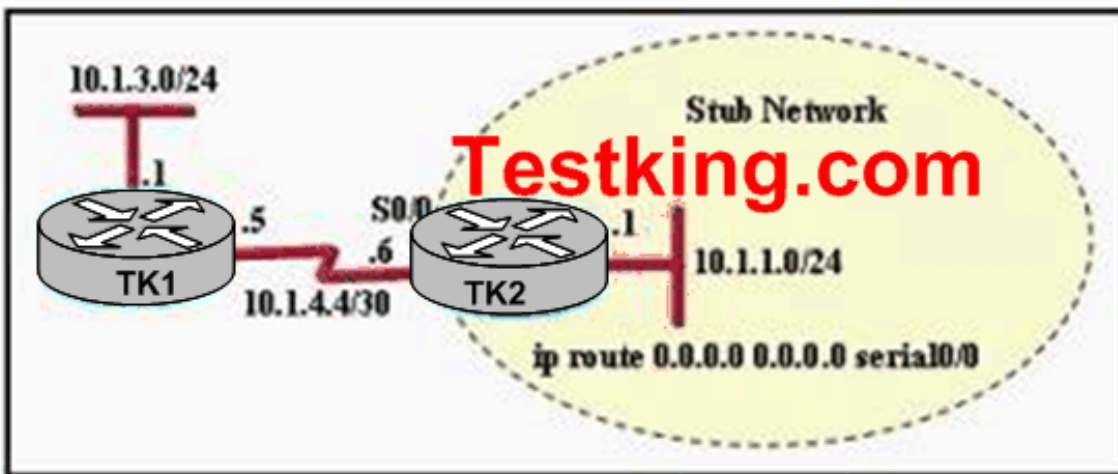 10.1.3.0/24
Stub Network
Testking.com
.1
.5
S0/0
.6
.1
TK1
TK2
10.1.1.0/24
10.1.4.4/30
ip route 0.0.0.0 0.0.0.0 serial0/0